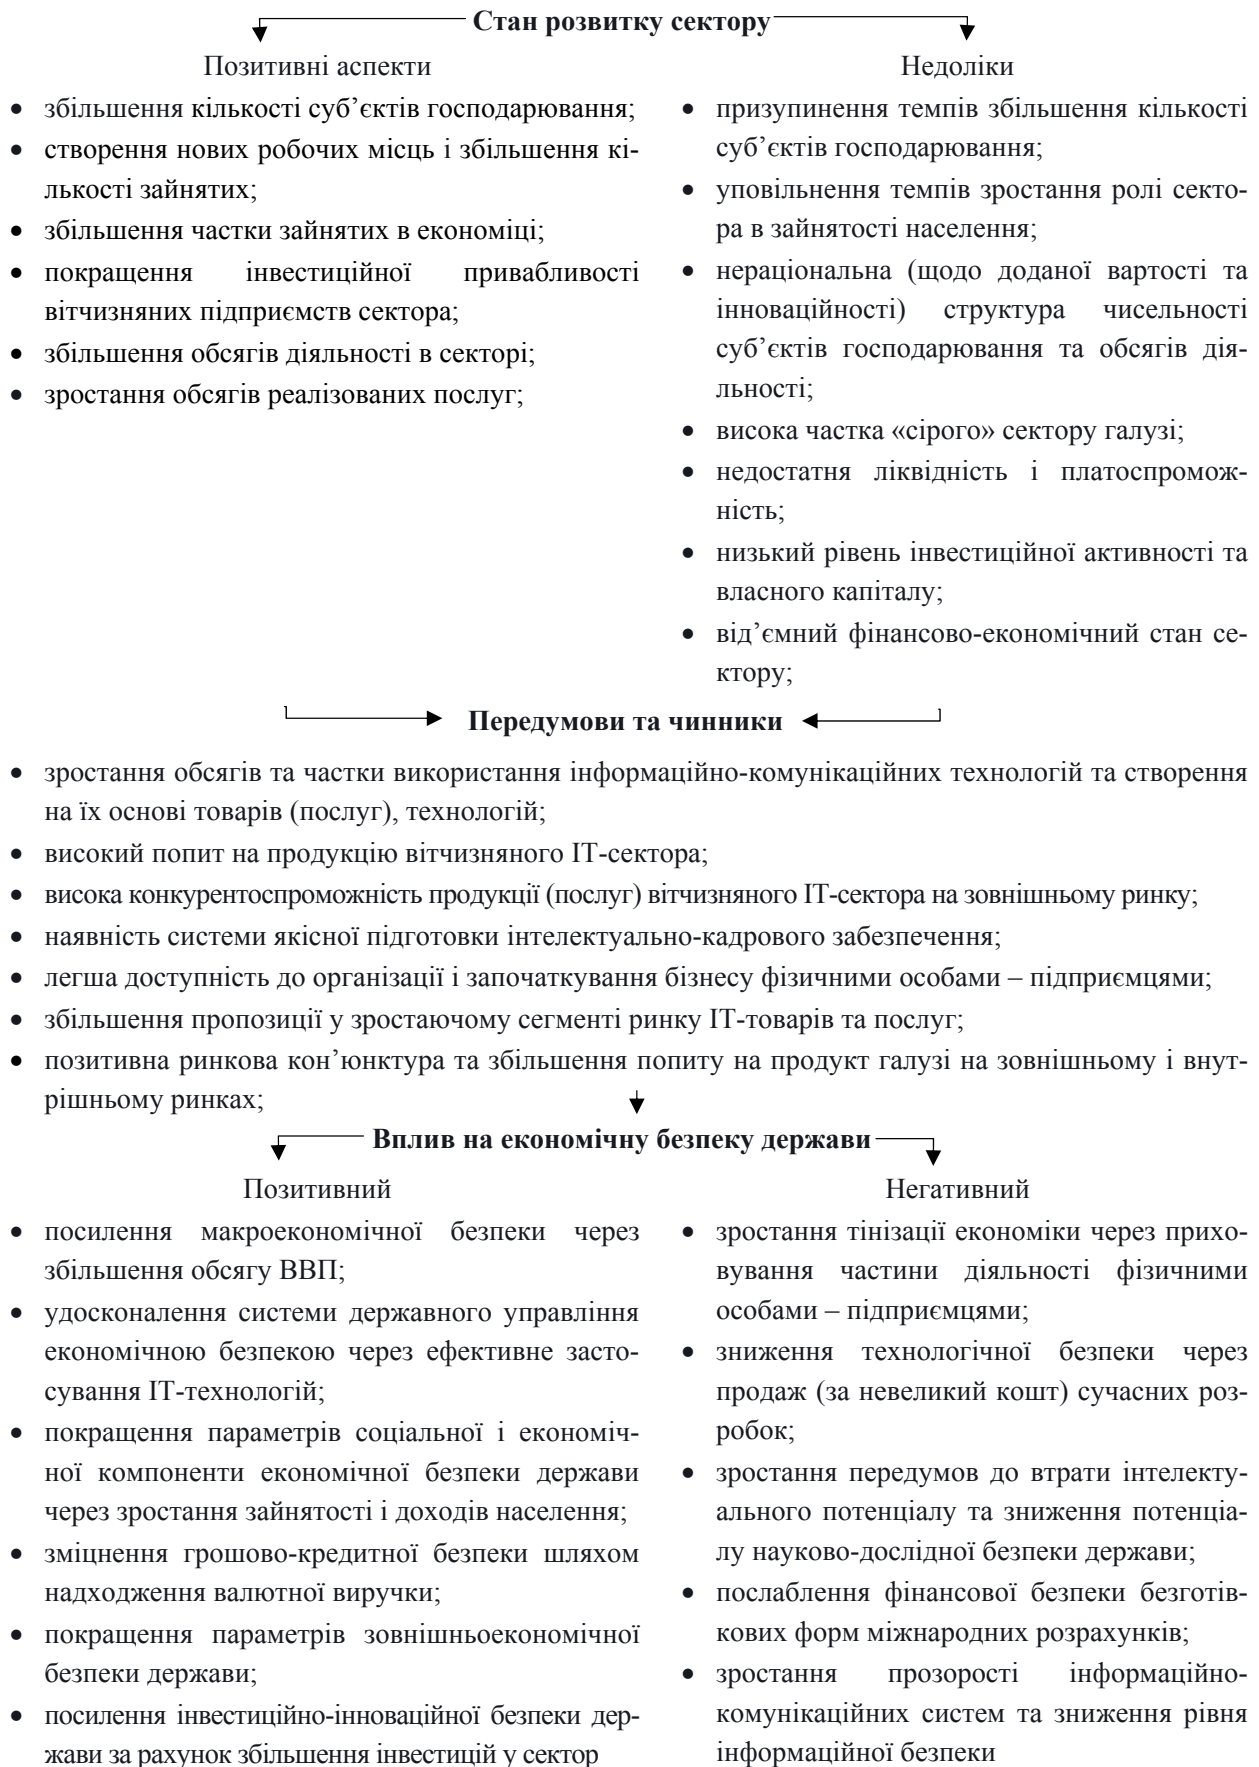 Стан розвитку сектору
Позитивні аспекти
• збільшення кількості суб’єктів господарювання;
• створення нових робочих місць і збільшення кі-
лькості зайнятих;
• збільшення частки зайнятих в економіці;
• покращення інвестиційної привабливості
вітчизняних підприємств сектора;
• збільшення обсягів діяльності в секторі;
• зростання обсягів реалізованих послуг;
Недоліки
• призупинення темпів збільшення кількості
суб’єктів господарювання;
• уповільнення темпів зростання ролі секто-
ра в зайнятості населення;
• нераціональна (щодо доданої вартості та
інноваційності) структура чисельності
суб’єктів господарювання та обсягів дія-
льності;
• висока частка «сірого» сектору галузі;
• недостатня ліквідність і платоспромож-
ність;
• низький рівень інвестиційної активності та
власного капіталу;
• від’ємний фінансово-економічний стан се-
ктору;
Передумови та чинники
• зростання обсягів та частки використання інформаційно-комунікаційних технологій та створення
на їх основі товарів (послуг), технологій;
• високий попит на продукцію вітчизняного ІТ-сектора;
• висока конкурентоспроможність продукції (послуг) вітчизняного ІТ-сектора на зовнішньому ринку;
• наявність системи якісної підготовки інтелектуально-кадрового забезпечення;
• легша доступність до організації і започаткування бізнесу фізичними особами – підприємцями;
• збільшення пропозиції у зростаючому сегменті ринку ІТ-товарів та послуг;
• позитивна ринкова кон’юнктура та збільшення попиту на продукт галузі на зовнішньому і внут-
рішньому ринках;
Вплив на економічну безпеку держави
Позитивний
• посилення макроекономічної безпеки через
збільшення обсягу ВВП;
• удосконалення системи державного управління
економічною безпекою через ефективне засто-
сування ІТ-технологій;
• покращення параметрів соціальної і економіч-
ної компоненти економічної безпеки держави
через зростання зайнятості і доходів населення;
• зміцнення грошово-кредитної безпеки шляхом
надходження валютної виручки;
• покращення параметрів зовнішньоекономічної
безпеки держави;
• посилення інвестиційно-інноваційної безпеки дер-
жави за рахунок збільшення інвестицій у сектор
Негативний
• зростання тінізації економіки через прихо-
вування частини діяльності фізичними
особами – підприємцями;
• зниження технологічної безпеки через
продаж (за невеликий кошт) сучасних роз-
робок;
• зростання передумов до втрати інтелекту-
ального потенціалу та зниження потенціа-
лу науково-дослідної безпеки держави;
• послаблення фінансової безпеки безготів-
кових форм міжнародних розрахунків;
• зростання прозорості інформаційно-
комунікаційних систем та зниження рівня
інформаційної безпеки